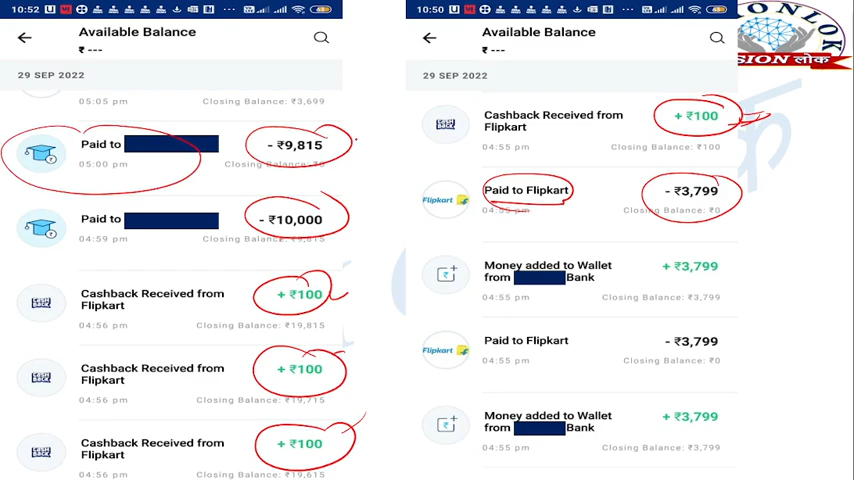 10:52
Available Balance
₹ ---
29 SEP 2022
05:05 pm Closing Balance: ₹3,699
Paid to - ₹9,815
05:00 pm Closing Balance: ₹0
Paid to - ₹10,000
04:59 pm Closing Balance: ₹9,815
Cashback Received from + ₹100
Flipkart
04:56 pm Closing Balance: ₹19,815
Cashback Received from + ₹100
Flipkart
04:56 pm Closing Balance: ₹19,715
Cashback Received from + ₹100
Flipkart
04:56 pm Closing Balance: ₹19,615
10:50
Available Balance
₹ ---
29 SEP 2022
Cashback Received from + ₹100
Flipkart
04:55 pm Closing Balance: ₹100
Flipkart Paid to Flipkart - ₹3,799
04:55 pm Closing Balance: ₹0
Money added to Wallet + ₹3,799
from Bank
04:55 pm Closing Balance: ₹3,799
Flipkart Paid to Flipkart - ₹3,799
04:55 pm Closing Balance: ₹0
Money added to Wallet + ₹3,799
from Bank
04:55 pm Closing Balance: ₹3,799
लोक